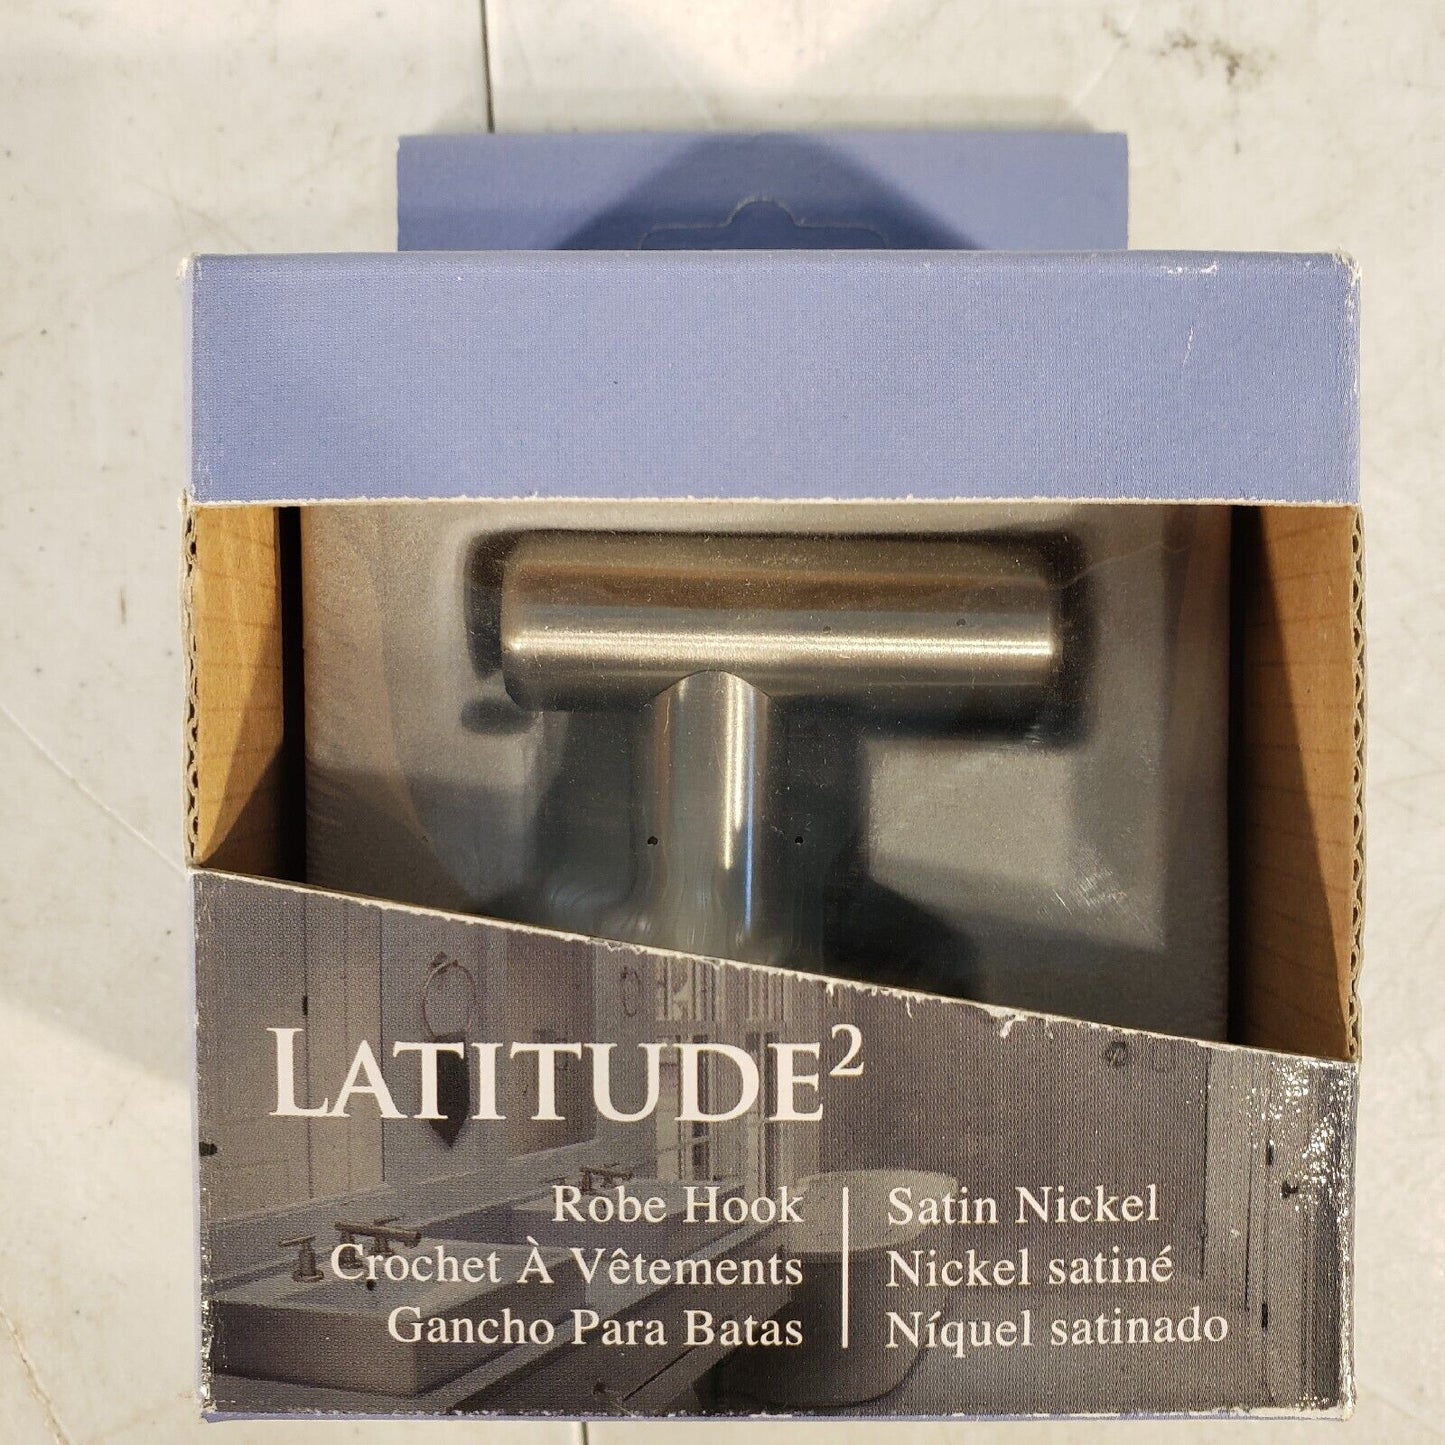 LATITUDE²
Robe Hook
Crochet À Vêtements
Gancho Para Batas
Satin Nickel
Nickel satiné
Níquel satinado